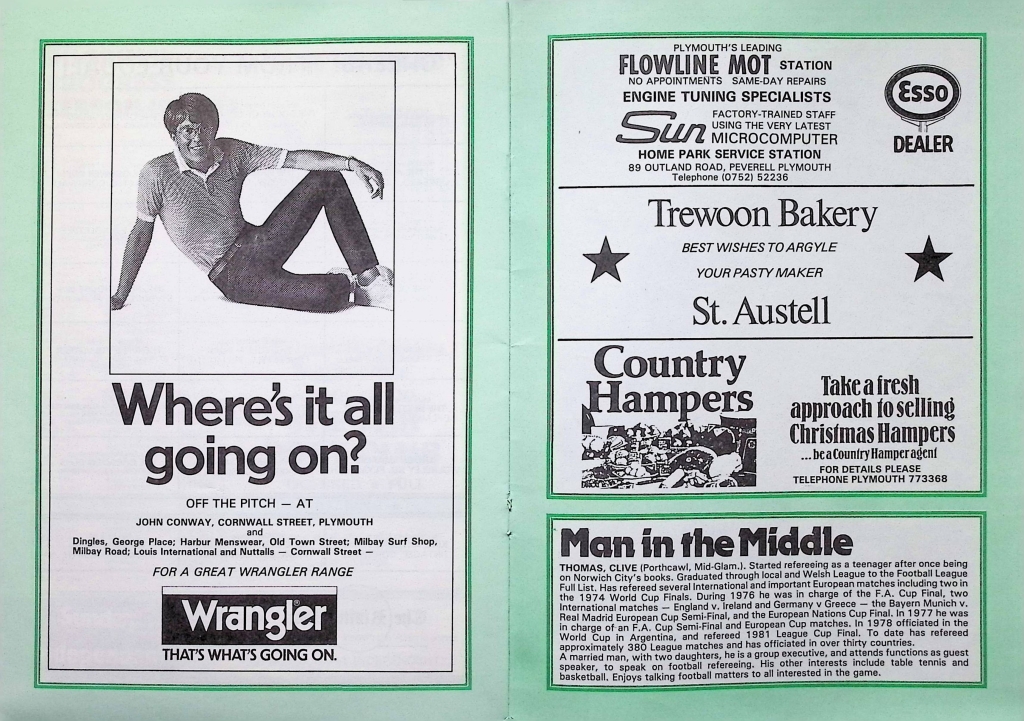 Where's it all
going on?
OFF THE PITCH — AT
JOHN CONWAY, CORNWALL STREET, PLYMOUTH
and
Dingles, George Place; Harbur Menswear, Old Town Street; Milbay Surf Shop,
Milbay Road; Louis International and Nuttalls — Cornwall Street —
FOR A GREAT WRANGLER RANGE
Wrangler
THAT'S WHAT'S GOING ON.
PLYMOUTH'S LEADING
FLOWLINE MOT STATION
NO APPOINTMENTS SAME-DAY REPAIRS
ENGINE TUNING SPECIALISTS
Sun FACTORY-TRAINED STAFF
USING THE VERY LATEST
MICROCOMPUTER
HOME PARK SERVICE STATION
89 OUTLAND ROAD, PEVERELL PLYMOUTH
Telephone (0752) 52236
Esso
DEALER
Trewoon Bakery
BEST WISHES TO ARGYLE
YOUR PASTY MAKER
St. Austell
Country
Hampers
Take a fresh
approach to selling
Christmas Hampers
...be a Country Hamper agent
FOR DETAILS PLEASE
TELEPHONE PLYMOUTH 773368
Man in the Middle
THOMAS, CLIVE (Porthcawl, Mid-Glam.). Started refereeing as a teenager after once being
on Norwich City's books. Graduated through local and Welsh League to the Football League
Full List. Has refereed several International and important European matches including two in
the 1974 World Cup Finals. During 1976 he was in charge of the F.A. Cup Final, two
International matches — England v. Ireland and Germany v Greece — the Bayern Munich v.
Real Madrid European Cup Semi-Final, and the European Nations Cup Final. In 1977 he was
in charge of an F.A. Cup Semi-Final and European Cup matches. In 1978 officiated in the
World Cup in Argentina, and refereed 1981 League Cup Final. To date has refereed
approximately 380 League matches and has officiated in over thirty countries.
A married man, with two daughters, he is a group executive, and attends functions as guest
speaker, to speak on football refereeing. His other interests include table tennis and
basketball. Enjoys talking football matters to all interested in the game.